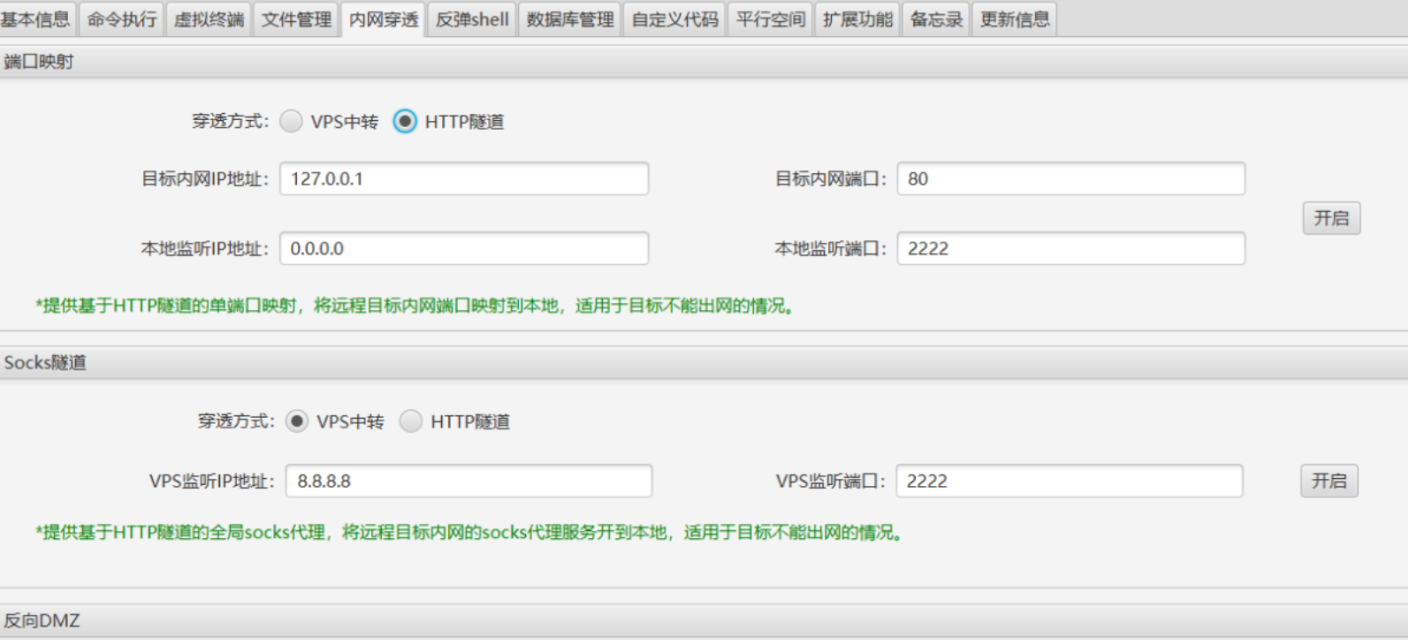 基本信息 命令执行 虚拟终端 文件管理 内网穿透 反弹shell 数据库管理 自定义代码 平行空间 扩展功能 备忘录 更新信息
端口映射
穿透方式: VPS中转 HTTP隧道
目标内网IP地址: 127.0.0.1 目标内网端口: 80
开启
本地监听IP地址: 0.0.0.0 本地监听端口: 2222
*提供基于HTTP隧道的单端口映射，将远程目标内网端口映射到本地，适用于目标不能出网的情况。
Socks隧道
穿透方式: VPS中转 HTTP隧道
VPS监听IP地址: 8.8.8.8 VPS监听端口: 2222 开启
*提供基于HTTP隧道的全局socks代理，将远程目标内网的socks代理服务开到本地，适用于目标不能出网的情况。
反向DMZ